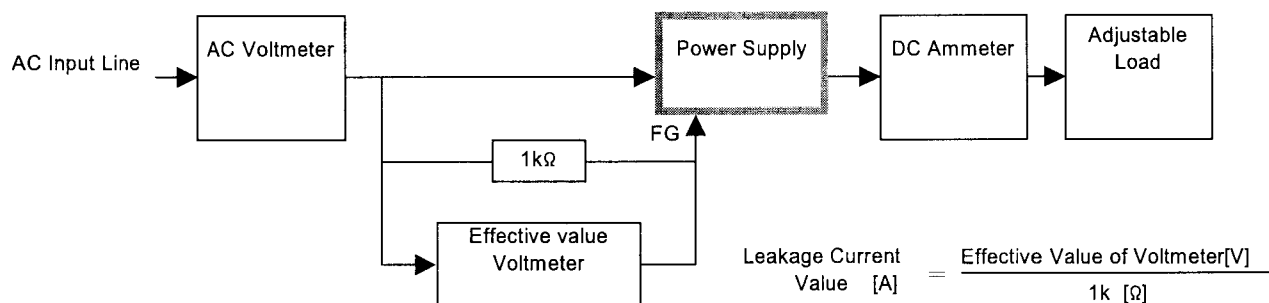 AC Input Line
AC Voltmeter
Power Supply
DC Ammeter
Adjustable
Load
FG
1kΩ
Effective value
Voltmeter
Leakage Current
Value [A]
= Effective Value of Voltmeter[V]
1k [Ω]